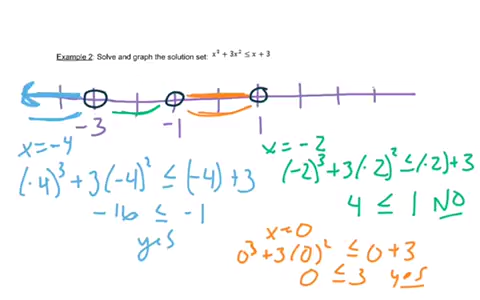 Example 2: Solve and graph the solution set: x³ + 3x² ≤ x + 3
-3 -1 1
x = -4
(-4)³ + 3(-4)² ≤ (-4) + 3
-16 ≤ -1
yes
x = -2
(-2)³ + 3(-2)² ≤ (-2) + 3
4 ≤ 1 NO
x = 0
0³ + 3(0)² ≤ 0 + 3
0 ≤ 3 yes